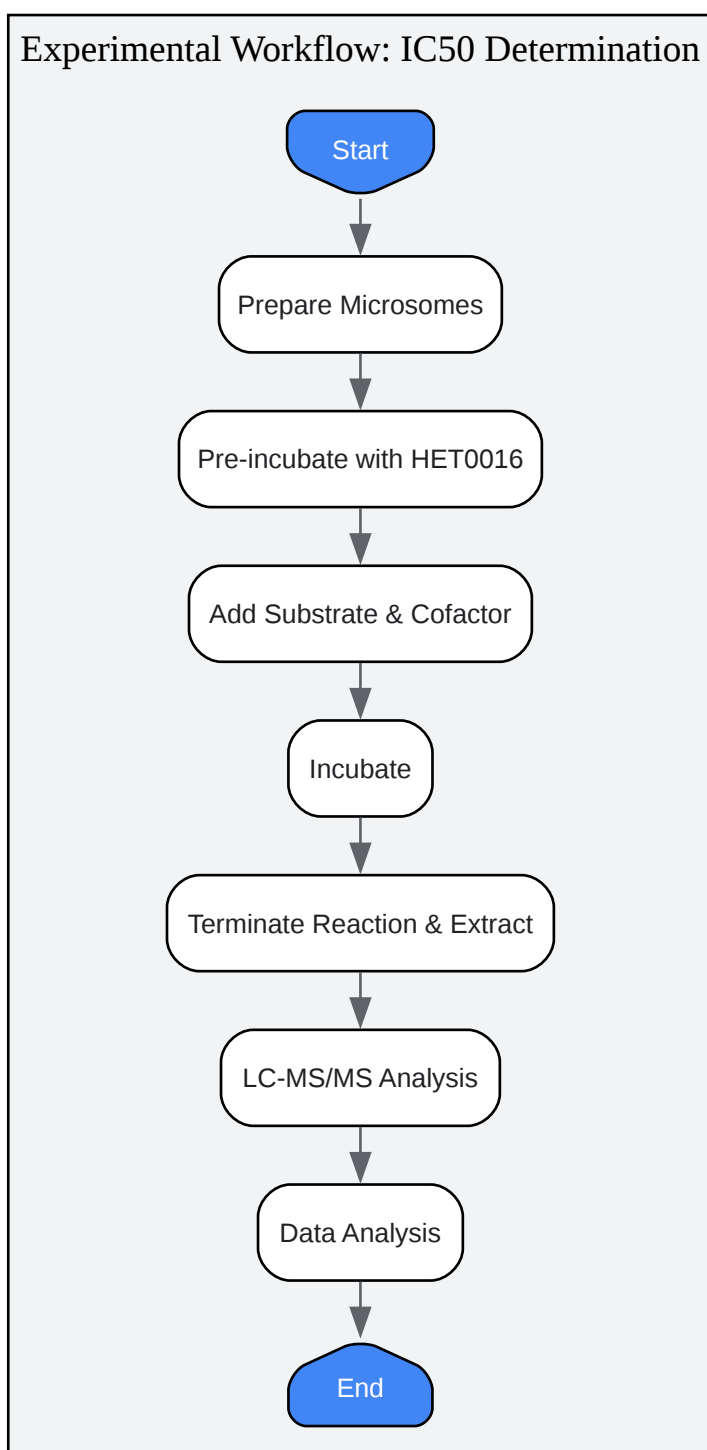 Experimental Workflow: IC50 Determination
Start
Prepare Microsomes
Pre-incubate with HET0016
Add Substrate & Cofactor
Incubate
Terminate Reaction & Extract
LC-MS/MS Analysis
Data Analysis
End